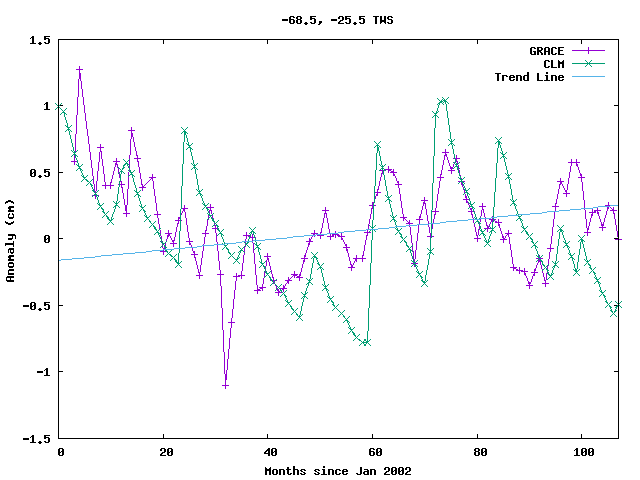 -68.5, -25.5 TWS
GRACE
CLM
Trend Line
1.5
1
0.5
0
-0.5
-1
-1.5
Anomaly (cm)
0 20 40 60 80 100
Months since Jan 2002